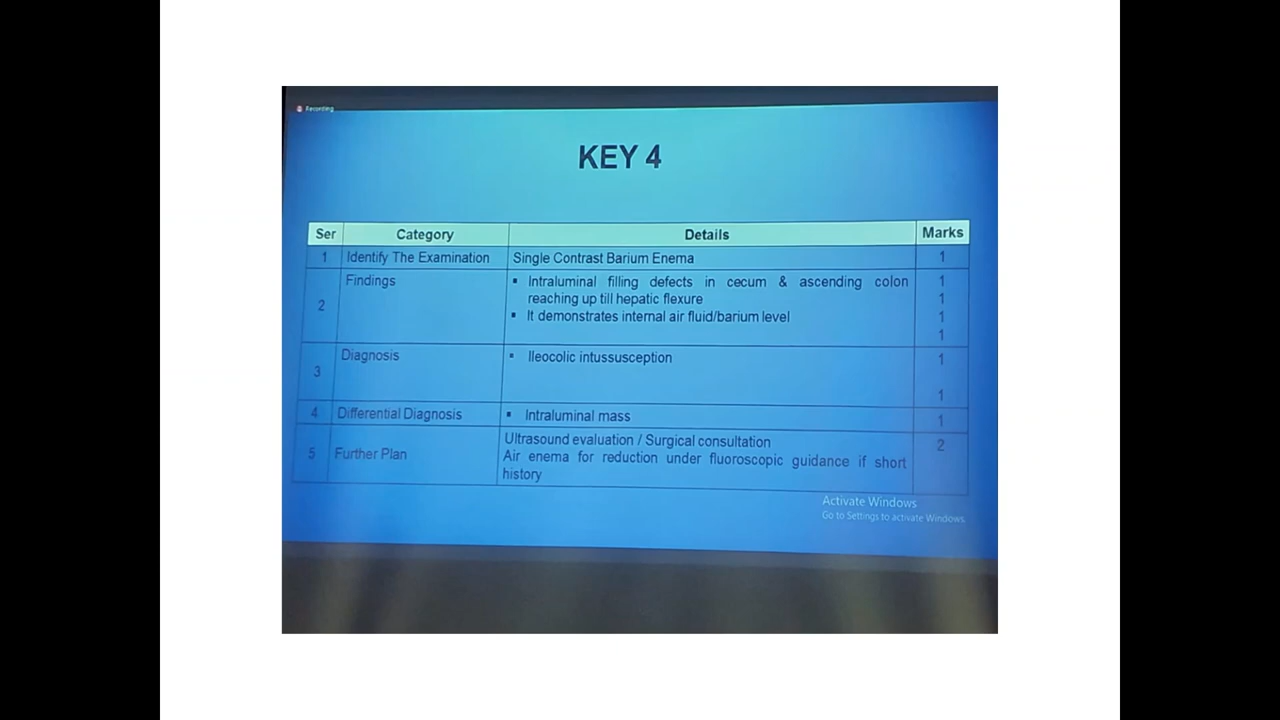 Recording
KEY 4
Ser Category Details Marks
1 Identify The Examination Single Contrast Barium Enema 1
2 Findings ▪ Intraluminal filling defects in cecum & ascending colon 1
reaching up till hepatic flexure 1
▪ It demonstrates internal air fluid/barium level 1
1
3 Diagnosis ▪ Ileocolic intussusception 1
1
4 Differential Diagnosis ▪ Intraluminal mass 1
5 Further Plan Ultrasound evaluation / Surgical consultation 2
Air enema for reduction under fluoroscopic guidance if short
history
Activate Windows
Go to Settings to activate Windows.